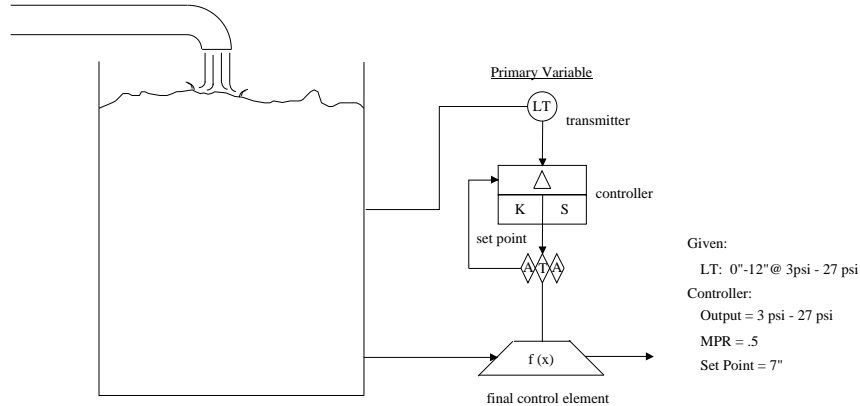 Primary Variable
LT
transmitter
Δ
controller
K S
set point
A T A
f (x)
final control element
Given:
LT: 0"-12"@ 3psi - 27 psi
Controller:
Output = 3 psi - 27 psi
MPR = .5
Set Point = 7"